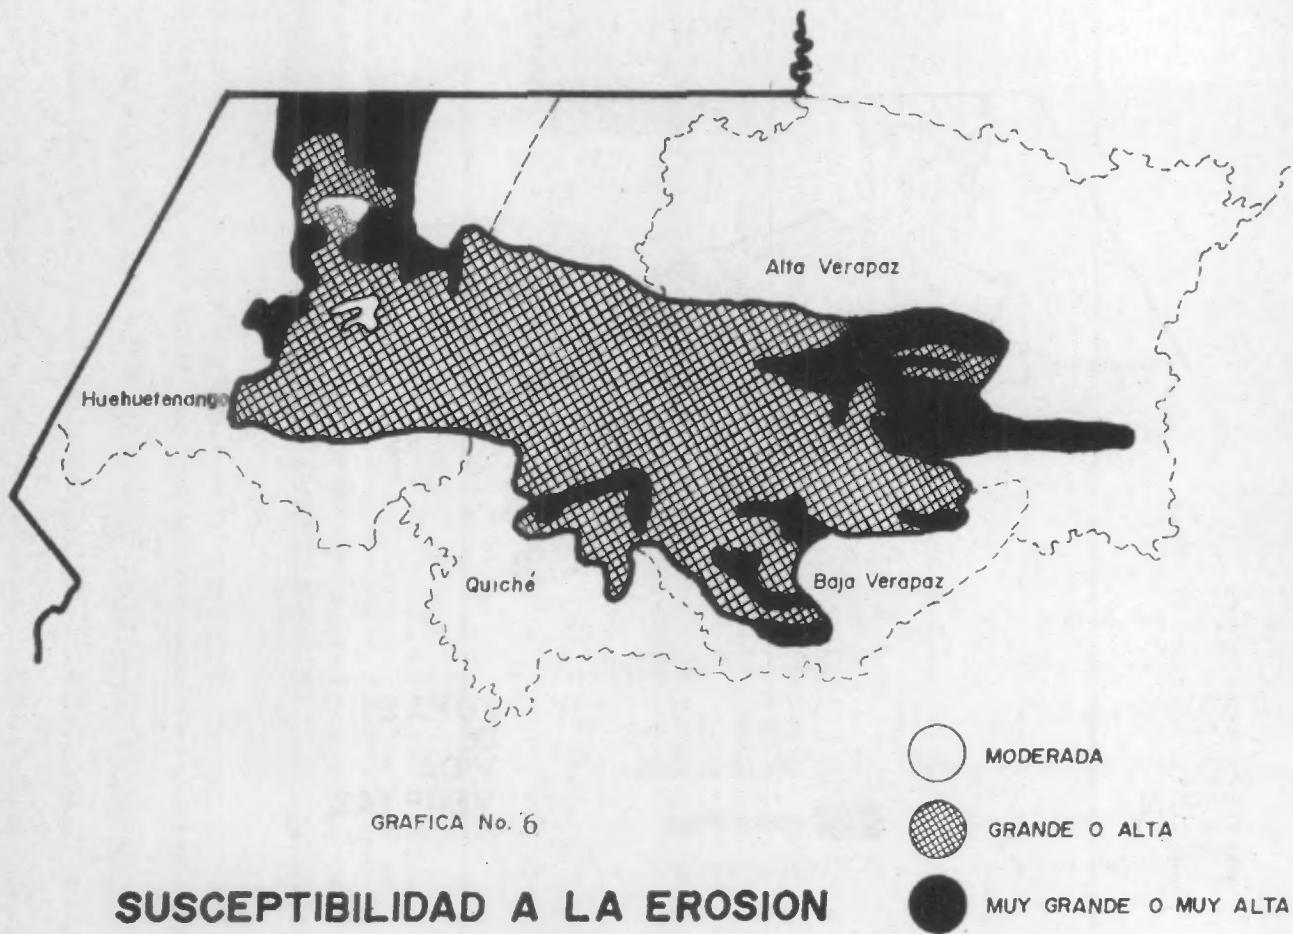 Alta Verapaz
Huehuetenango
Quiché
Baja Verapaz
MODERADA
GRAFICA No. 6
GRANDE O ALTA
SUSCEPTIBILIDAD A LA EROSION
MUY GRANDE O MUY ALTA